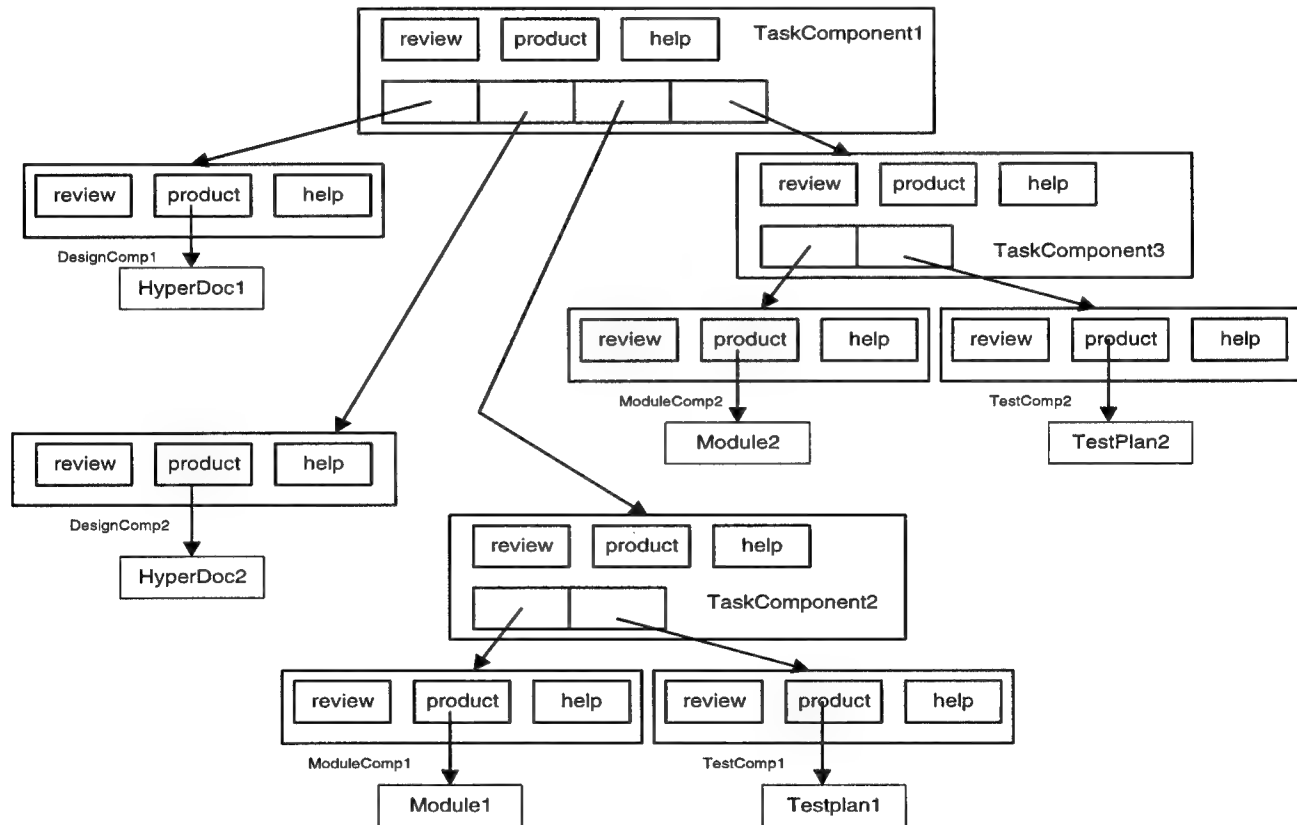 review product help TaskComponent1
review product help
DesignComp1
HyperDoc1
review product help
TaskComponent3
review product help
ModuleComp2
Module2
review product help
TestComp2
TestPlan2
review product help
DesignComp2
HyperDoc2
review product help
TaskComponent2
review product help
ModuleComp1
Module1
review product help
TestComp1
Testplan1